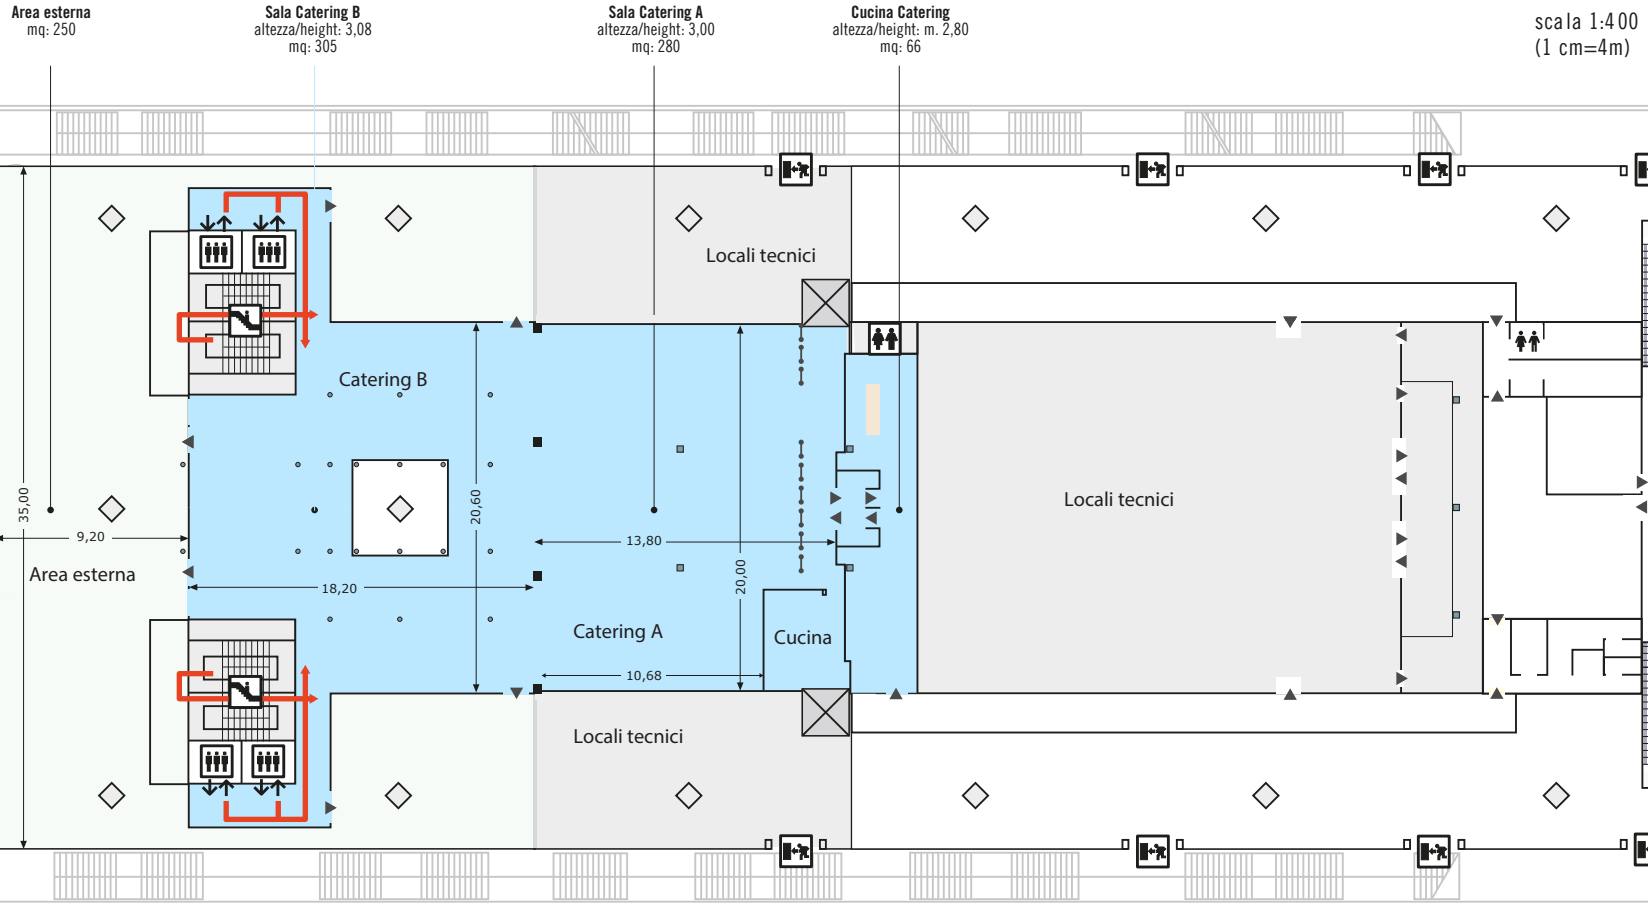 Area esterna
mq: 250
Sala Catering B
altezza/height: 3,08
mq: 305
Sala Catering A
altezza/height: 3,00
mq: 280
Cucina Catering
altezza/height: m. 2,80
mq: 66
scala 1:400
(1 cm=4m)
Locali tecnici
Catering B
35,00
20,60
Locali tecnici
9,20
13,80
Area esterna
18,20
20,00
Catering A
Cucina
10,68
Locali tecnici